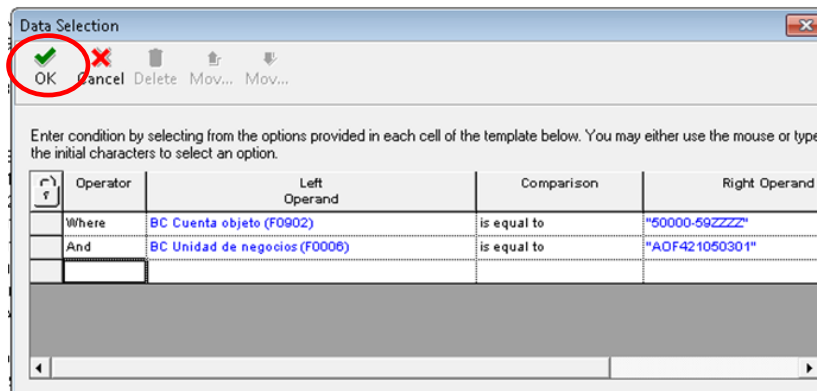 Data Selection
OK Cancel Delete Mov... Mov...
Enter condition by selecting from the options provided in each cell of the template below. You may either use the mouse or type
the initial characters to select an option.
Operator Left Operand Comparison Right Operand
Where BC Cuenta objeto (F0902) is equal to "50000-59ZZZZ"
And BC Unidad de negocios (F0006) is equal to "AOF421050301"